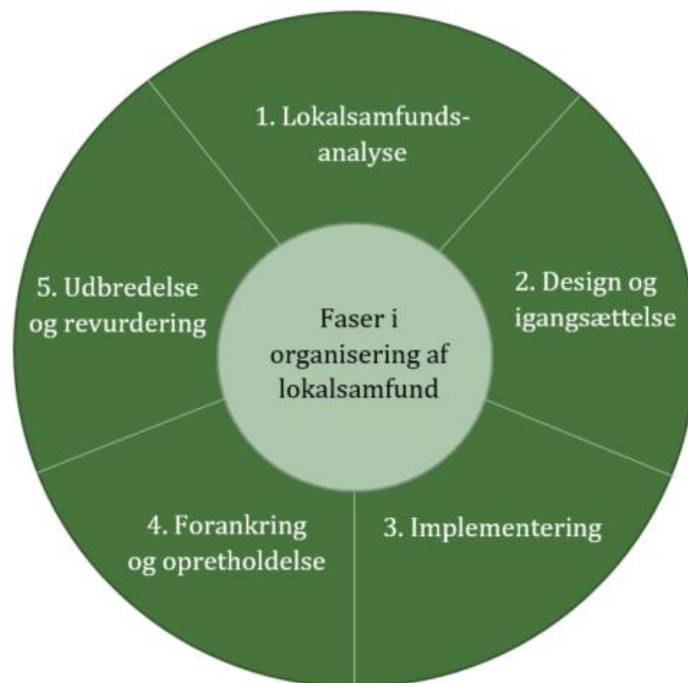 1. Lokalsamfunds-
analyse
2. Design og
igangsættelse
3. Implementering
4. Forankring
og opretholdelse
5. Udbredelse
og revurdering
Faser i
organisering af
lokalsamfund